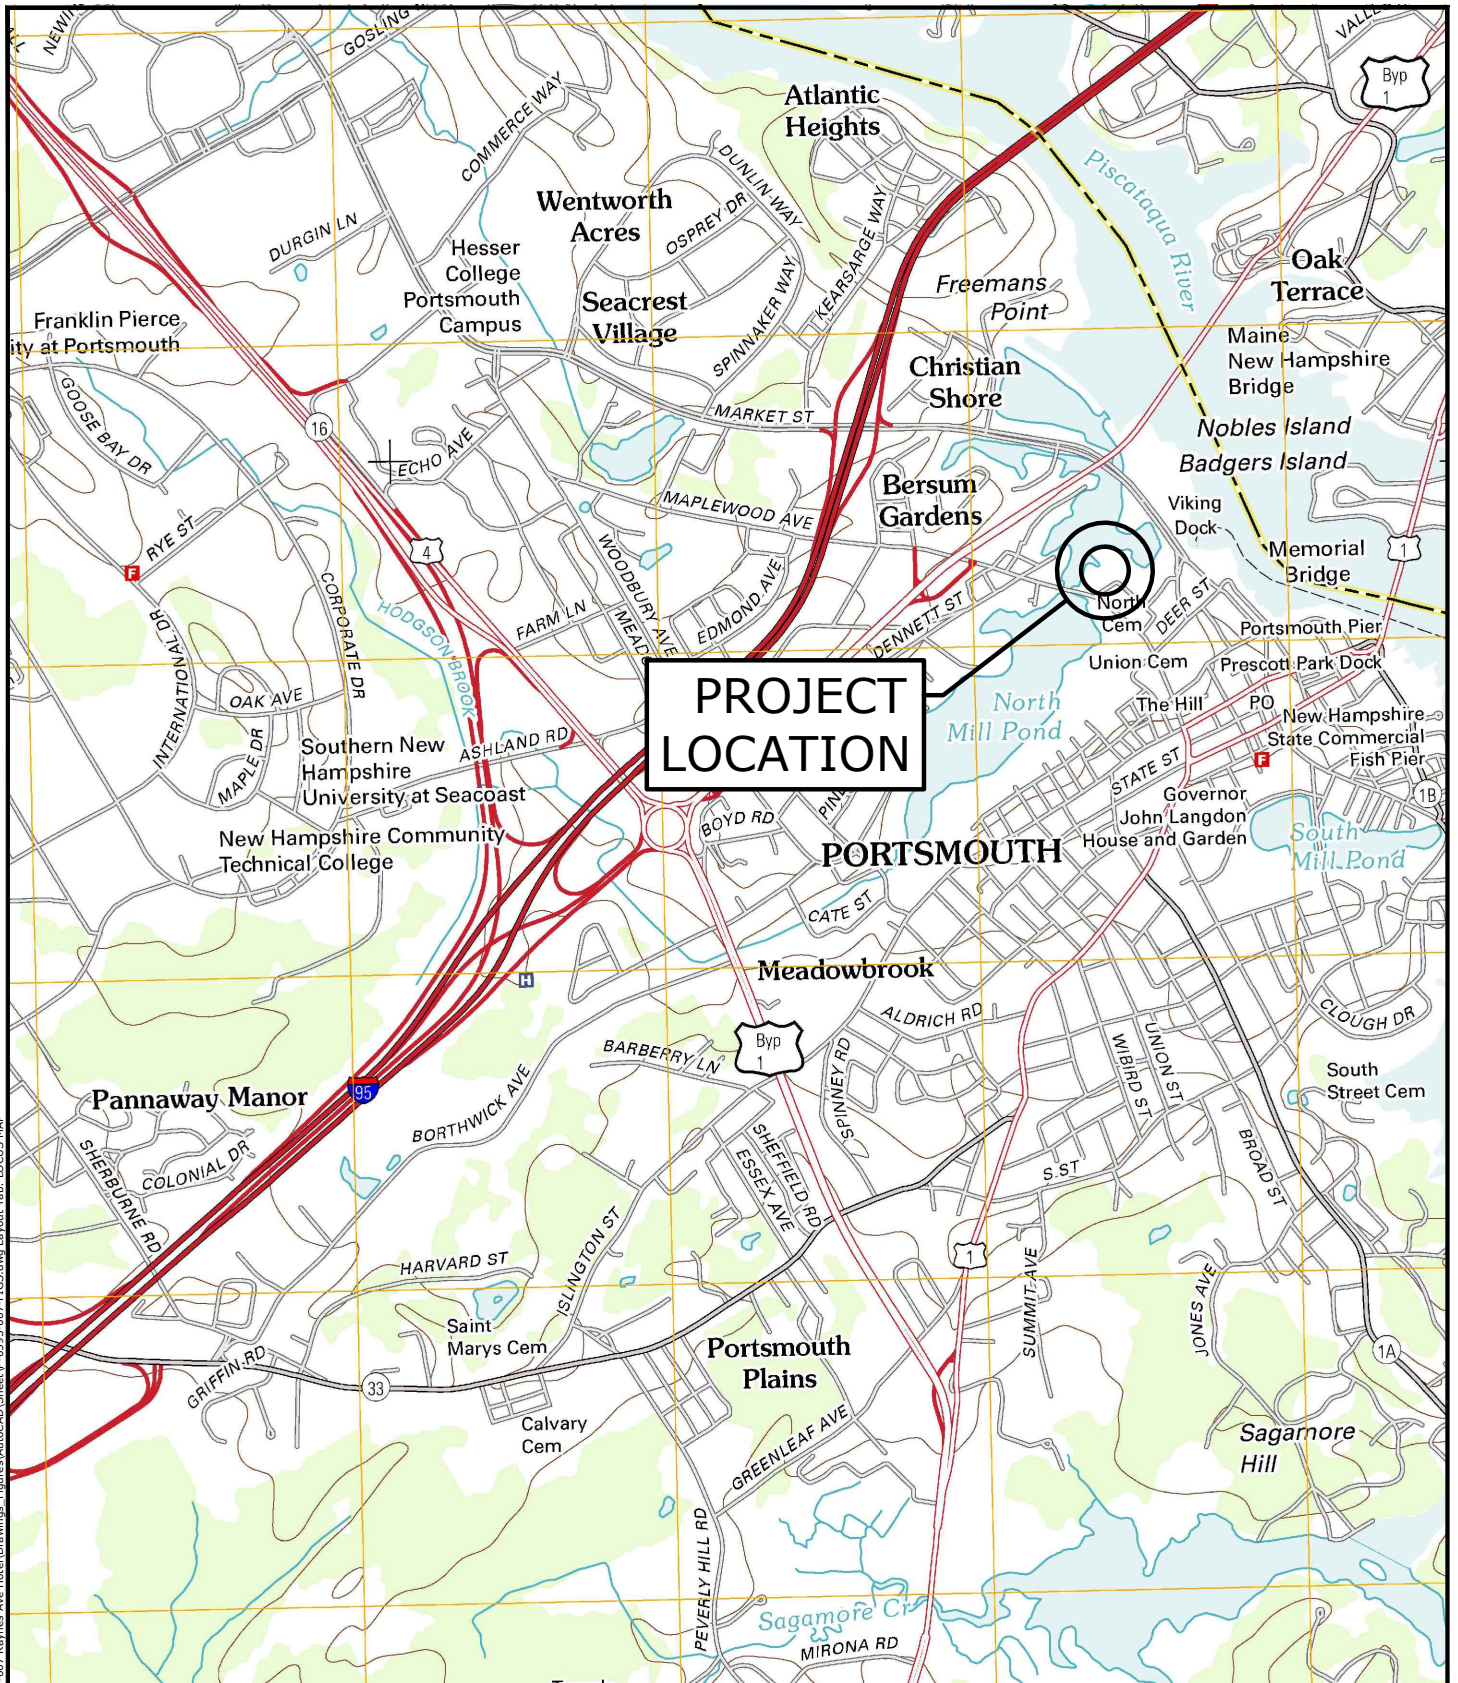 GOSLING
VALLE
NEWIN
Byp
1
Atlantic
Heights
COMMERCE WAY
Piscataqua River
DUNLIN WAY
Wentworth
Acres
OSPREY DR
KEARSARGE WAY
DURGIN LN
Hesser
College
Portsmouth
Campus
Oak
Terrace
Freemans
Point
SPINNAKER WAY
Seacrest
Village
Franklin Pierce
ity at Portsmouth
Maine
New Hampshire
Bridge
Christian
Shore
GOOSE BAY DR
MARKET ST
16
Nobles Island
ECHO AVE
Badgers Island
Bersum
Gardens
MAPLEWOOD AVE
Viking
Dock
RYE ST
4
WOODBURY AVE
Memorial
Bridge
1
F
CORPORATE DR
HODGSON BROOK
EDMOND AVE
North
Cem
DEER ST
FARM LN
MEADO
DENNETT ST
Portsmouth Pier
INTERNATIONAL DR
Union Cem
Prescott Park Dock
PROJECT
LOCATION
OAK AVE
North
Mill Pond
The Hill
PO
New Hampshire
State Commercial
Fish Pier
MAPLE DR
Southern New
Hampshire
University at Seacoast
ASHLAND RD
STATE ST
F
PIN
BOYD RD
Governor
John Langdon
House and Garden
1B
New Hampshire Community
Technical College
PORTSMOUTH
South
Mill Pond
CATE ST
Meadowbrook
H
ALDRICH RD
CLOUGH DR
Byp
1
BARBERRY LN
SPINNEY RD
WIBIRD ST
UNION ST
South
Street Cem
Pannaway Manor
95
BORTHWICK AVE
SHERBURNE RD
COLONIAL DR
SHEFFIELD RD
ESSEX AVE
S ST
BROAD ST
HARVARD ST
ISLINGTON ST
1
SUMMIT AVE
JONES AVE
Saint
Marys Cem
Portsmouth
Plains
1A
GRIFFIN RD
33
Calvary
Cem
GREENLEAF AVE
Sagamore
Hill
PEVERLY HILL RD
Sagamore Cr
MIRONA RD